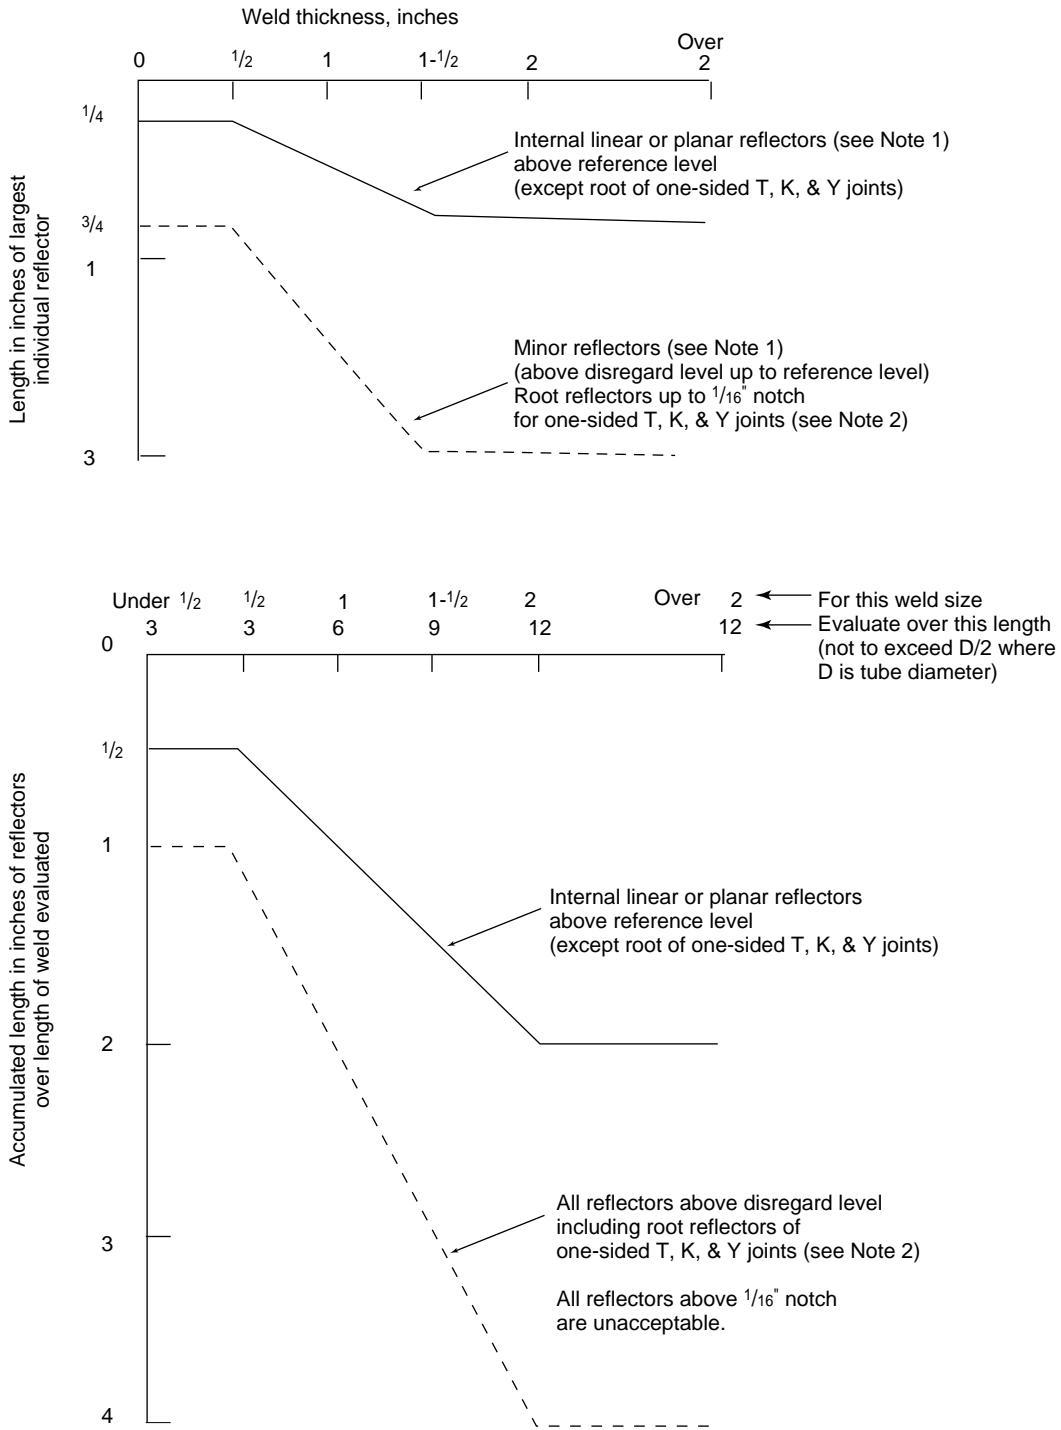 Weld thickness, inches
0 1/2 1 1-1/2 2 Over 2
Length in inches of largest
individual reflector
1/4
3/4
1
3
Internal linear or planar reflectors (see Note 1)
above reference level
(except root of one-sided T, K, & Y joints)
Minor reflectors (see Note 1)
(above disregard level up to reference level)
Root reflectors up to 1/16" notch
for one-sided T, K, & Y joints (see Note 2)
Under 1/2 1/2 1 1-1/2 2 Over 2
For this weld size
3 3 6 9 12 12
Evaluate over this length
(not to exceed D/2 where
D is tube diameter)
Accumulated length in inches of reflectors
over length of weld evaluated
0
1/2
1
2
3
4
Internal linear or planar reflectors
above reference level
(except root of one-sided T, K, & Y joints)
All reflectors above disregard level
including root reflectors of
one-sided T, K, & Y joints (see Note 2)
All reflectors above 1/16" notch
are unacceptable.